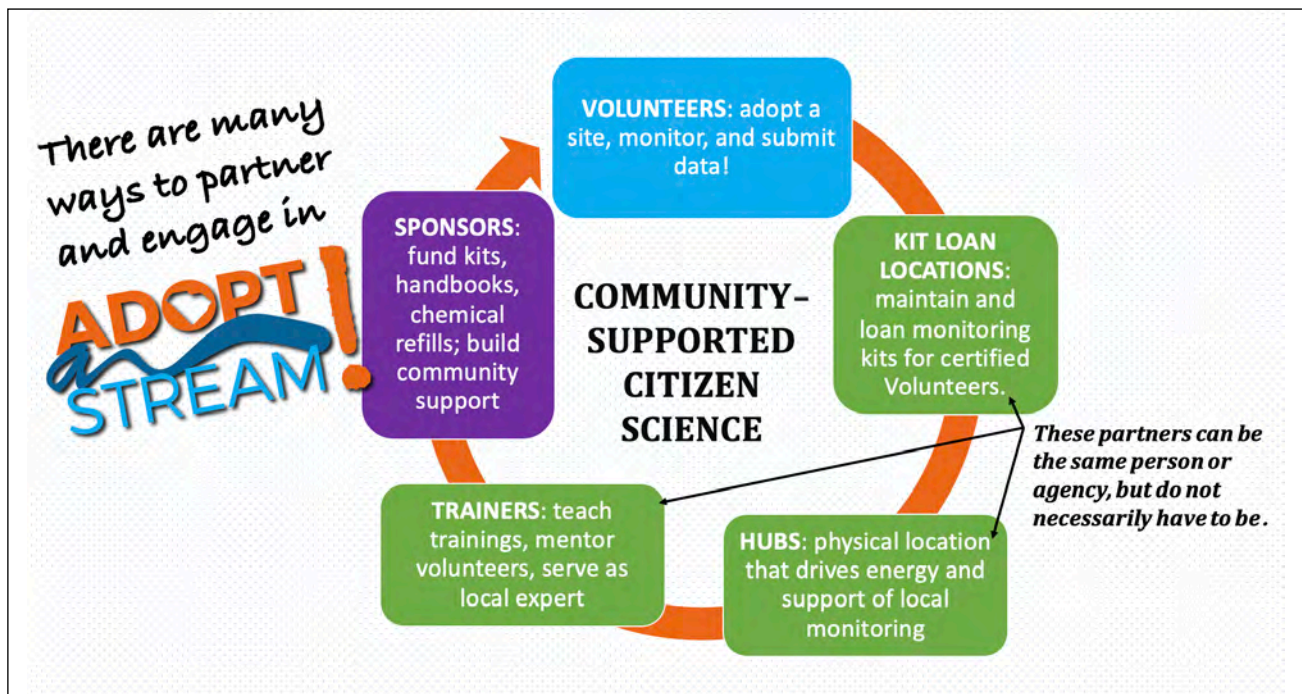 There are many
ways to partner
and engage in
ADOPT
a
STREAM!
VOLUNTEERS: adopt a
site, monitor, and submit
data!
KIT LOAN
LOCATIONS:
maintain and
loan monitoring
kits for certified
Volunteers.
These partners can be
the same person or
agency, but do not
necessarily have to be.
HUBS: physical location
that drives energy and
support of local
monitoring
TRAINERS: teach
trainings, mentor
volunteers, serve as
local expert
SPONSORS:
fund kits,
handbooks,
chemical
refills; build
community
support
COMMUNITY-
SUPPORTED
CITIZEN
SCIENCE